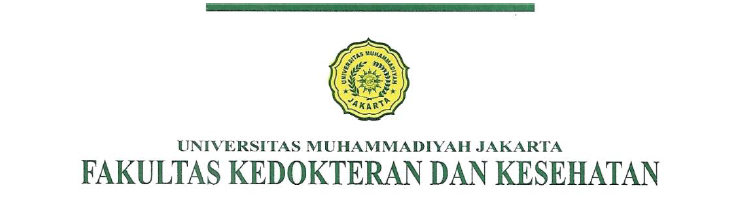 UNIVERSITAS MUHAMMADIYAH
JAKARTA
UNIVERSITAS MUHAMMADIYAH JAKARTA
FAKULTAS KEDOKTERAN DAN KESEHATAN